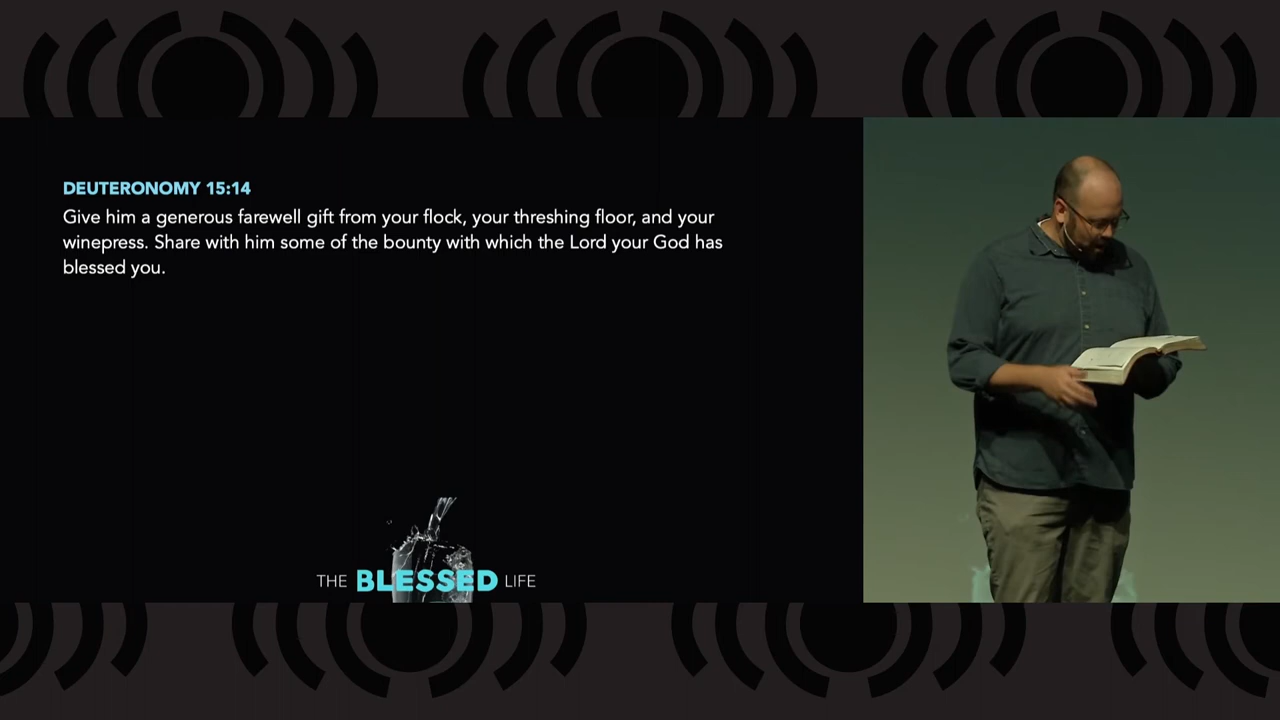 DEUTERONOMY 15:14
Give him a generous farewell gift from your flock, your threshing floor, and your
winepress. Share with him some of the bounty with which the Lord your God has
blessed you.
THE BLESSED LIFE